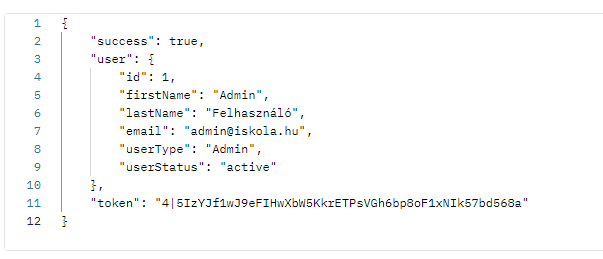 1 {
2 "success": true,
3 "user": {
4 "id": 1,
5 "firstName": "Admin",
6 "lastName": "Felhasználó",
7 "email": "admin@iskola.hu",
8 "userType": "Admin",
9 "userStatus": "active"
10 },
11 "token": "4|5IzYJf1wJ9eFIHwXbW5KkrETPsVGh6bp8oF1xNIk57bd568a"
12 }